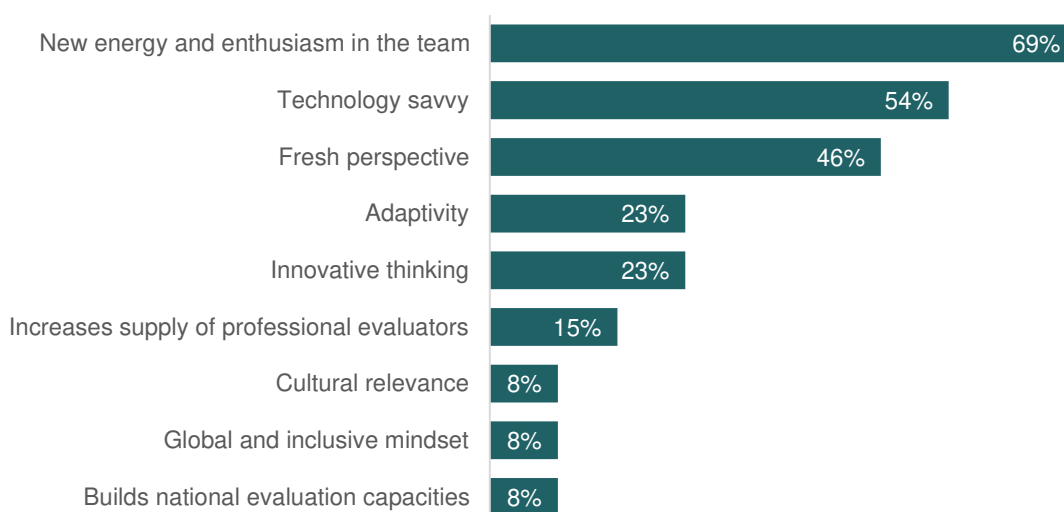 New energy and enthusiasm in the team 69%
Technology savvy 54%
Fresh perspective 46%
Adaptivity 23%
Innovative thinking 23%
Increases supply of professional evaluators 15%
Cultural relevance 8%
Global and inclusive mindset 8%
Builds national evaluation capacities 8%